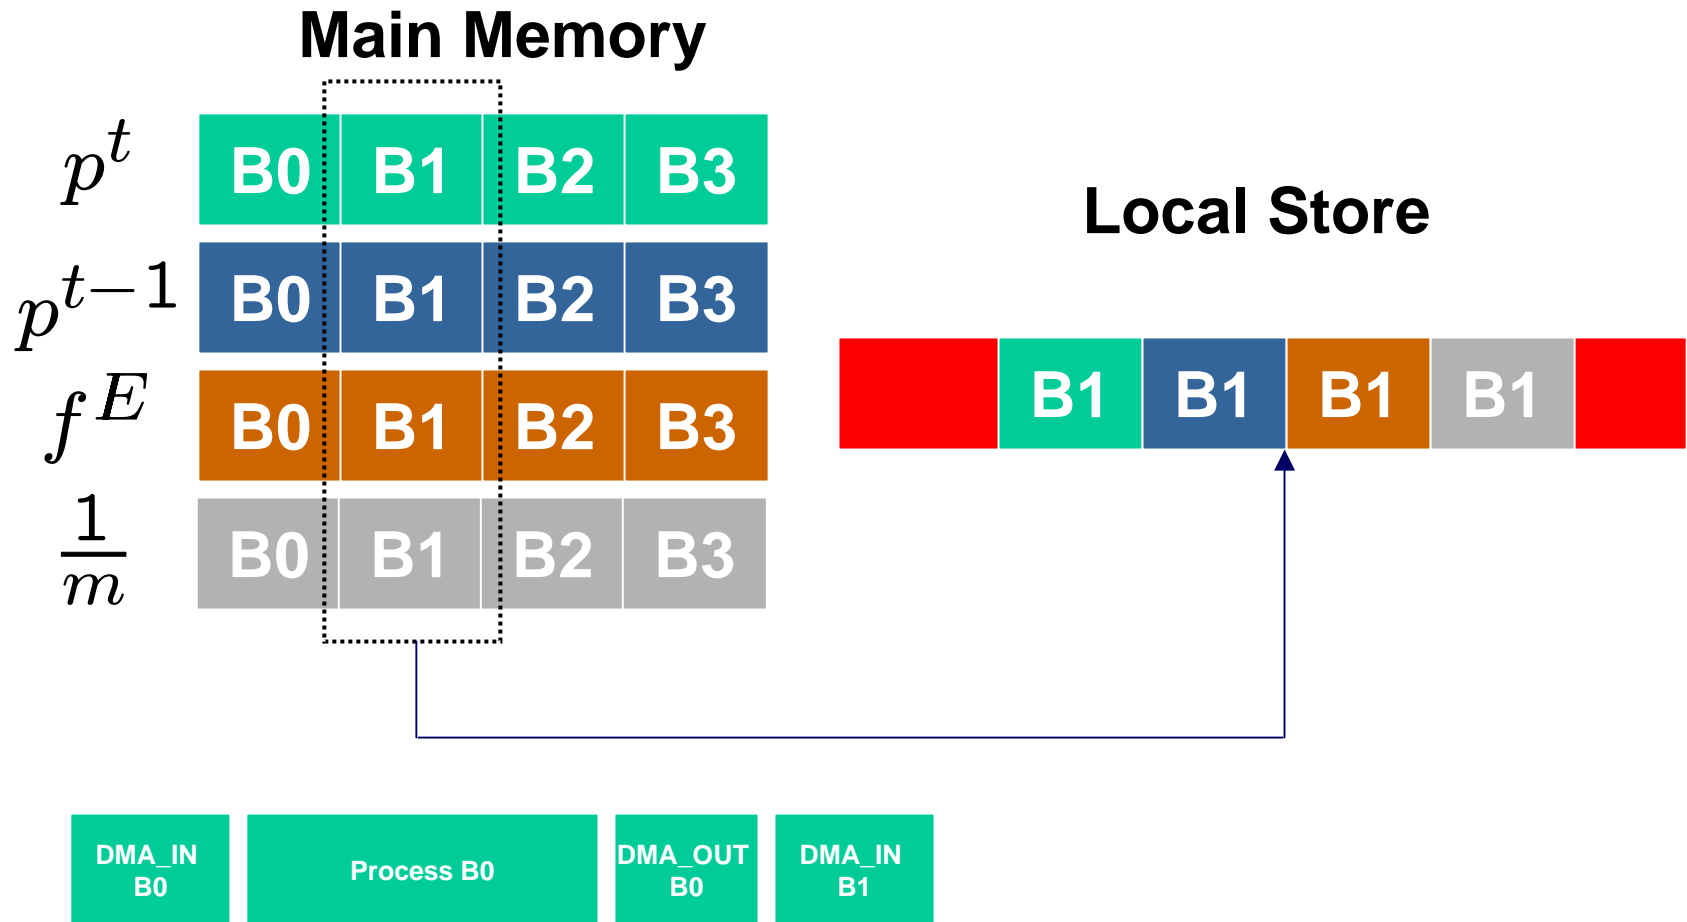 Main Memory
p^t B0 B1 B2 B3
p^{t-1} B0 B1 B2 B3
f^E B0 B1 B2 B3
1/m B0 B1 B2 B3
Local Store
B1 B1 B1 B1
DMA_IN
B0
Process B0
DMA_OUT
B0
DMA_IN
B1